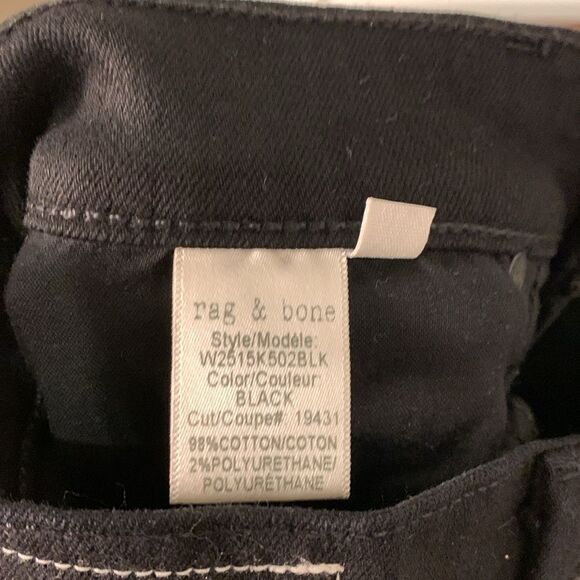 rag & bone
Style/Modèle:
W2515K502BLK
Color/Couleur:
BLACK
Cut/Coupe# 19431
98%COTTON/COTON
2%POLYURETHANE/
POLYURÉTHANE